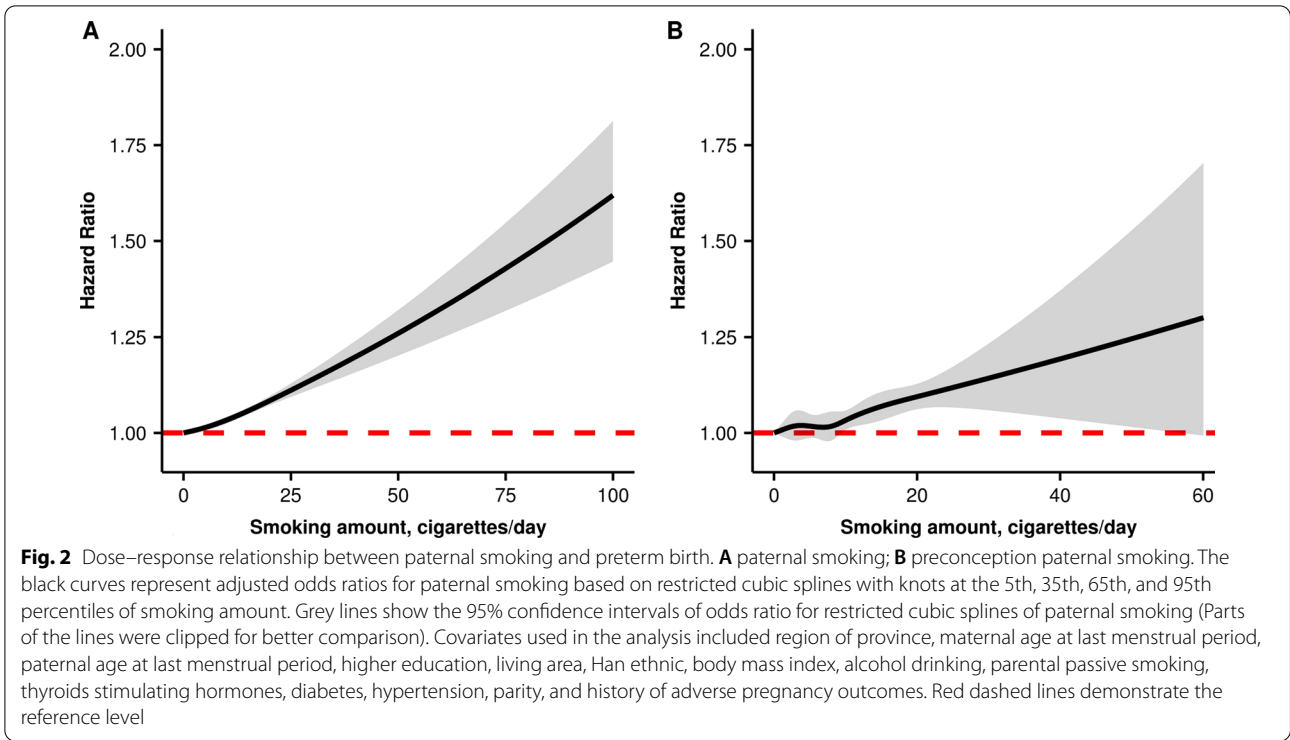 A
2.00
1.75
1.50
1.25
1.00
Hazard Ratio
0 25 50 75 100
Smoking amount, cigarettes/day
B
2.00
1.75
1.50
1.25
1.00
Hazard Ratio
0 20 40 60
Smoking amount, cigarettes/day
Fig. 2 Dose–response relationship between paternal smoking and preterm birth. A paternal smoking; B preconception paternal smoking. The
black curves represent adjusted odds ratios for paternal smoking based on restricted cubic splines with knots at the 5th, 35th, 65th, and 95th
percentiles of smoking amount. Grey lines show the 95% confidence intervals of odds ratio for restricted cubic splines of paternal smoking (Parts
of the lines were clipped for better comparison). Covariates used in the analysis included region of province, maternal age at last menstrual period,
paternal age at last menstrual period, higher education, living area, Han ethnic, body mass index, alcohol drinking, parental passive smoking,
thyroids stimulating hormones, diabetes, hypertension, parity, and history of adverse pregnancy outcomes. Red dashed lines demonstrate the
reference level